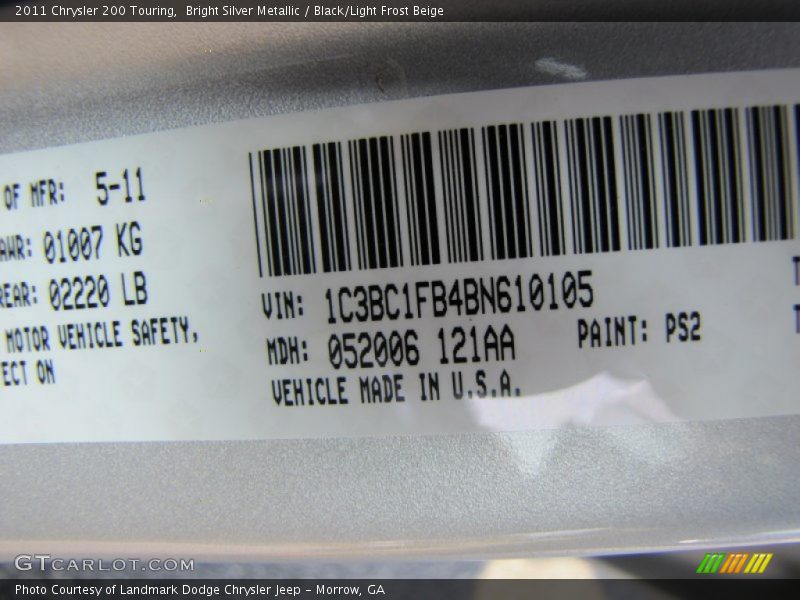 2011 Chrysler 200 Touring,  Bright Silver Metallic / Black/Light Frost Beige
OF MFR: 5-11
AWR: 01007 KG
REAR: 02220 LB
MOTOR VEHICLE SAFETY,
ECT ON
VIN: 1C3BC1FB4BN610105
MDH: 052006 121AA PAINT: PS2
VEHICLE MADE IN U.S.A.
GTCARLOT.COM
Photo Courtesy of Landmark Dodge Chrysler Jeep – Morrow, GA